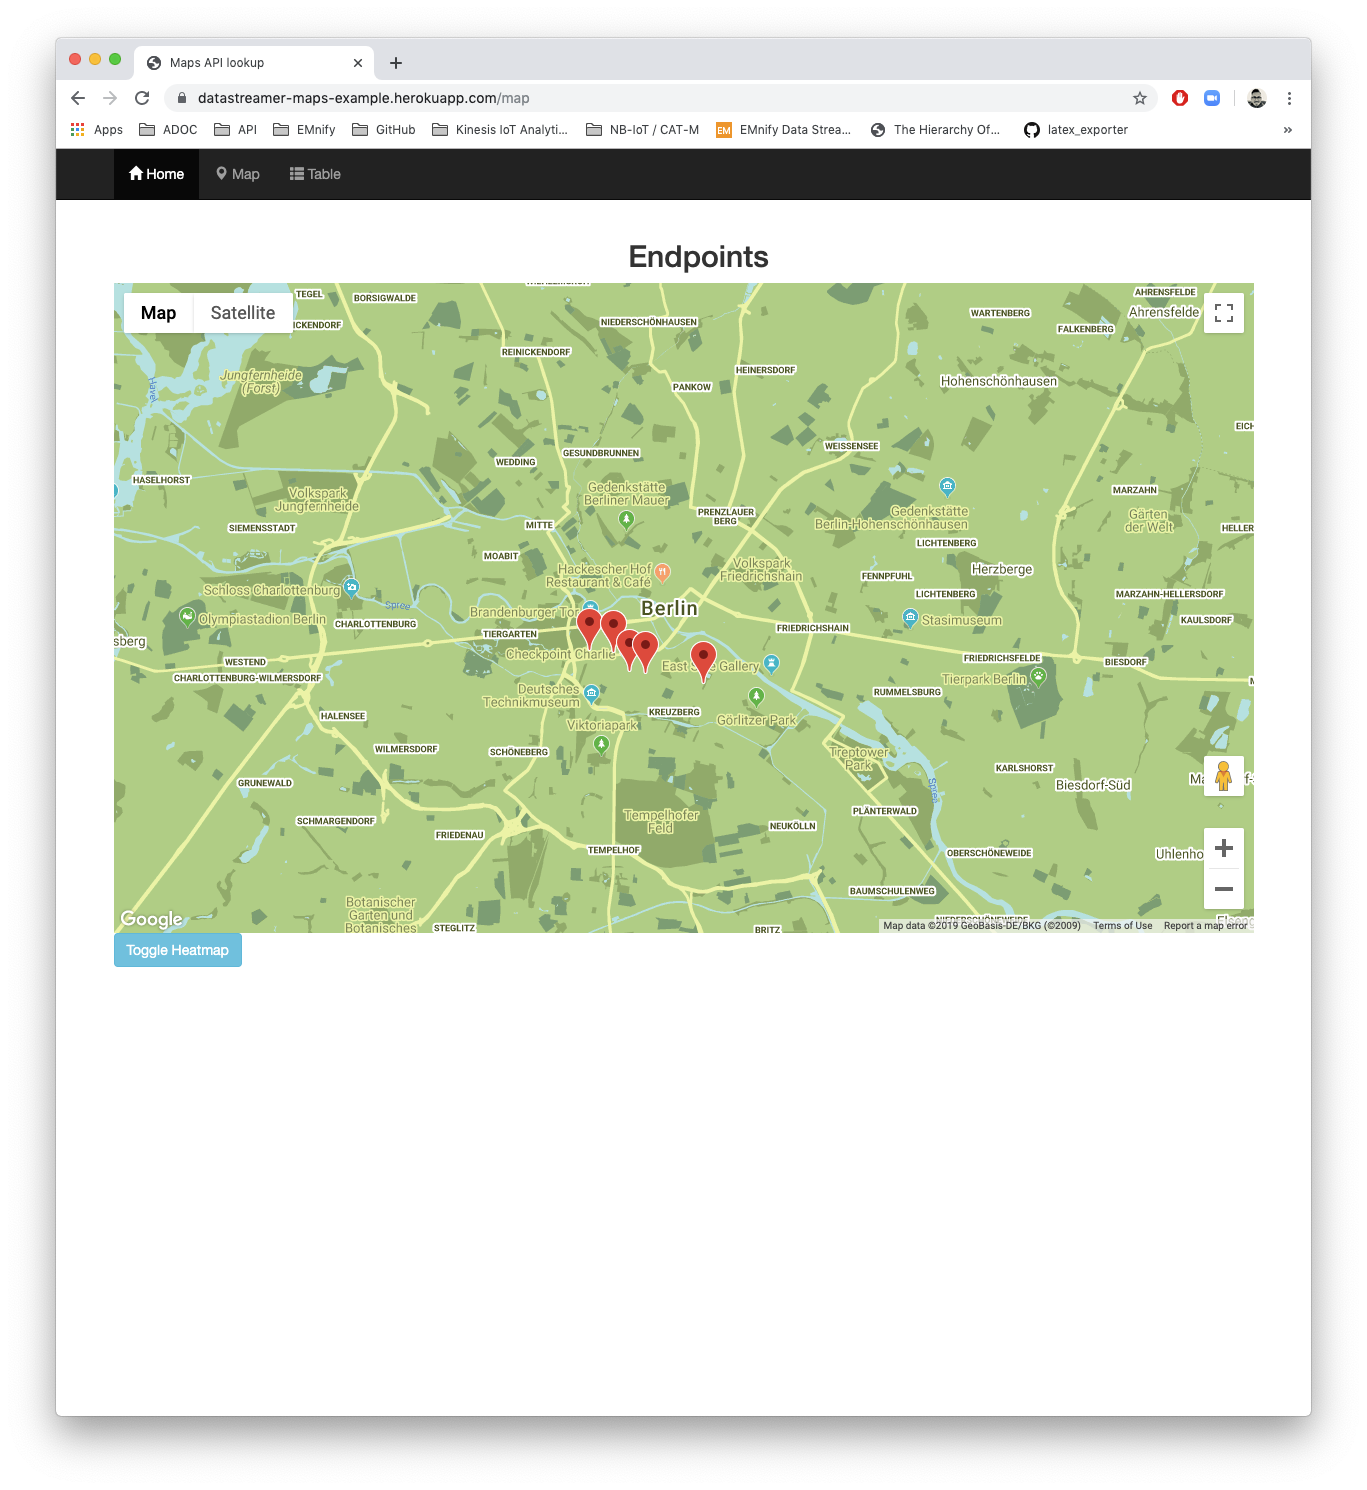 Maps API lookup
datastreamer-maps-example.herokuapp.com/map
Apps ADOC API EMnify GitHub Kinesis IoT Analyti... NB-IoT / CAT-M EM EMnify Data Strea... The Hierarchy Of... latex_exporter »
Home Map Table
Endpoints
Map Satellite
TEGEL
BORSIGWALDE
NIEDERSCHÖNHAUSEN
WARTENBERG
AHRENSFELDE
Ahrensfelde
FALKENBERG
REINICKENDORF
Jungfernheide
(Forst)
Havel
PANKOW
HEINERSDORF
Hohenschönhausen
WEISSENSEE
GESUNDBRUNNEN
WEDDING
HASELHORST
Volkspark
Jungfernheide
Gedenkstätte
Berliner Mauer
PRENZLAUER
BERG
Gedenkstätte
Berlin-Hohenschönhausen
MARZAHN
Gärten
der Welt
SIEMENSSTADT
MITTE
LICHTENBERG
HELLER
MOABIT
Hackescher Hof
Restaurant & Café
Volkspark
Friedrichshain
FENNPFUHL
Herzberge
Schloss Charlottenburg
Spree
Brandenburger Tor
Berlin
LICHTENBERG
MARZAHN-HELLERSDORF
Olympiastadion Berlin
CHARLOTTENBURG
TIERGARTEN
FRIEDRICHSHAIN
Stasimuseum
KAULSDORF
sberg
Checkpoint Charlie
WESTEND
CHARLOTTENBURG-WILMERSDORF
East Side Gallery
FRIEDRICHSFELDE
BIESDORF
Tierpark Berlin
Deutsches
Technikmuseum
RUMMELSBURG
HALENSEE
Viktoriapark
KREUZBERG
Görlitzer Park
WILMERSDORF
SCHÖNEBERG
Treptower
Park
GRUNEWALD
KARLSHORST
Biesdorf-Süd
Spree
SCHMARGENDORF
Tempelhofer
Feld
PLÄNTERWALD
FRIEDENAU
NEUKÖLLN
TEMPELHOF
OBERSCHÖNEWEIDE
Uhlenho
BAUMSCHULENWEG
Botanischer
Garten und
Botanisches
STEGLITZ
BRITZ
NIEDERSCHÖNEWEIDE
Google
Map data ©2019 GeoBasis-DE/BKG (©2009) Terms of Use Report a map error
Toggle Heatmap